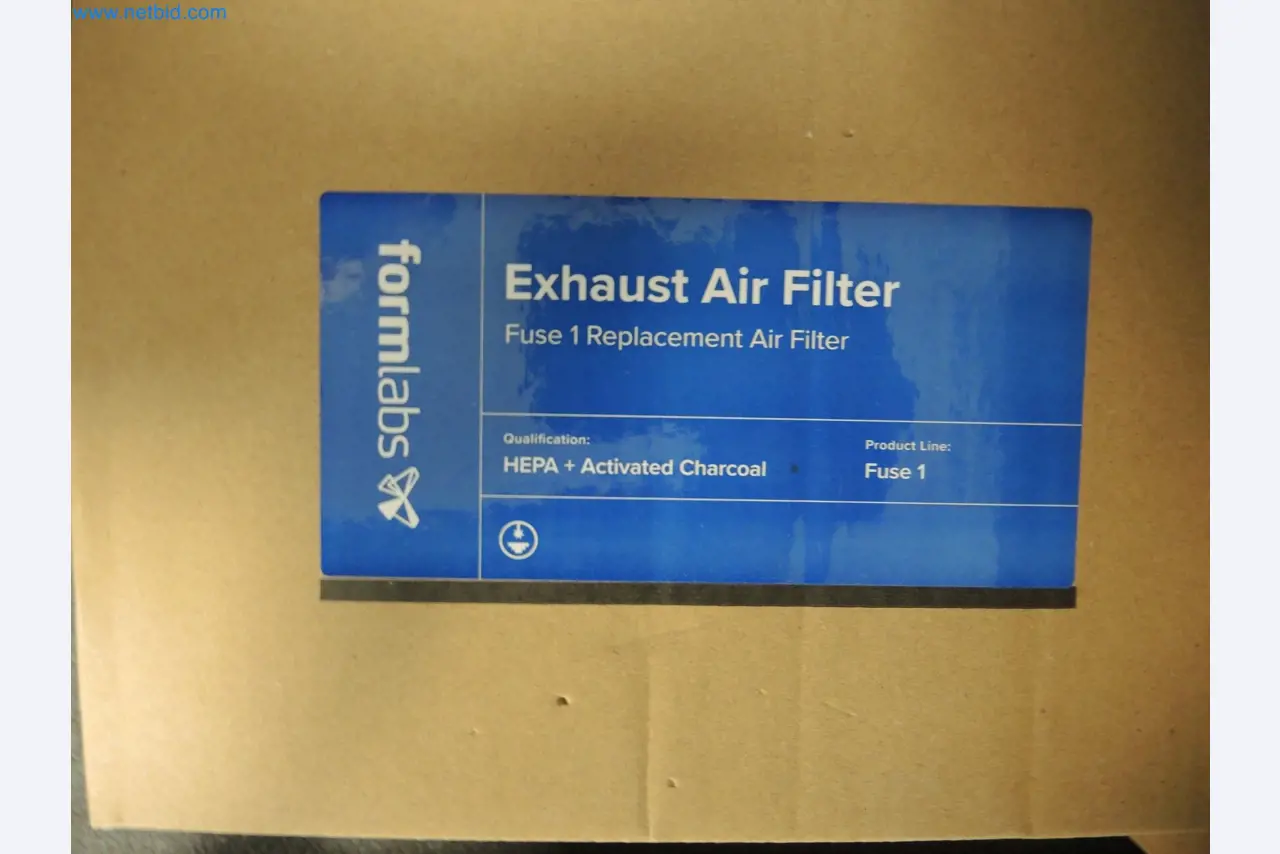 www.netbid.com
formlabs
Exhaust Air Filter
Fuse 1 Replacement Air Filter
Qualification:
HEPA + Activated Charcoal
Product Line:
Fuse 1